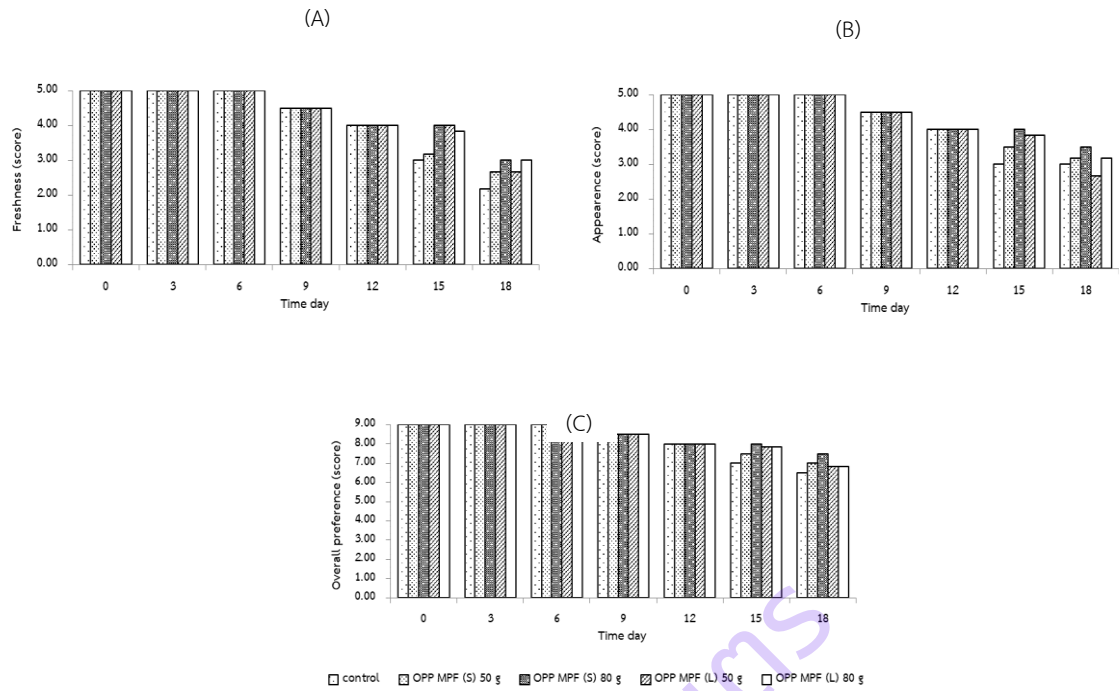 (A)
5.00
4.00
3.00
2.00
1.00
0.00
Freshness (score)
0 3 6 9 12 15 18
Time day
(B)
5.00
4.00
3.00
2.00
1.00
0.00
Appearence (score)
0 3 6 9 12 15 18
Time day
(C)
9.00
8.00
7.00
6.00
5.00
4.00
3.00
2.00
1.00
0.00
Overall preference (score)
0 3 6 9 12 15 18
Time day
control OPP MPF (S) 50 g OPP MPF (S) 80 g OPP MPF (L) 50 g OPP MPF (L) 80 g